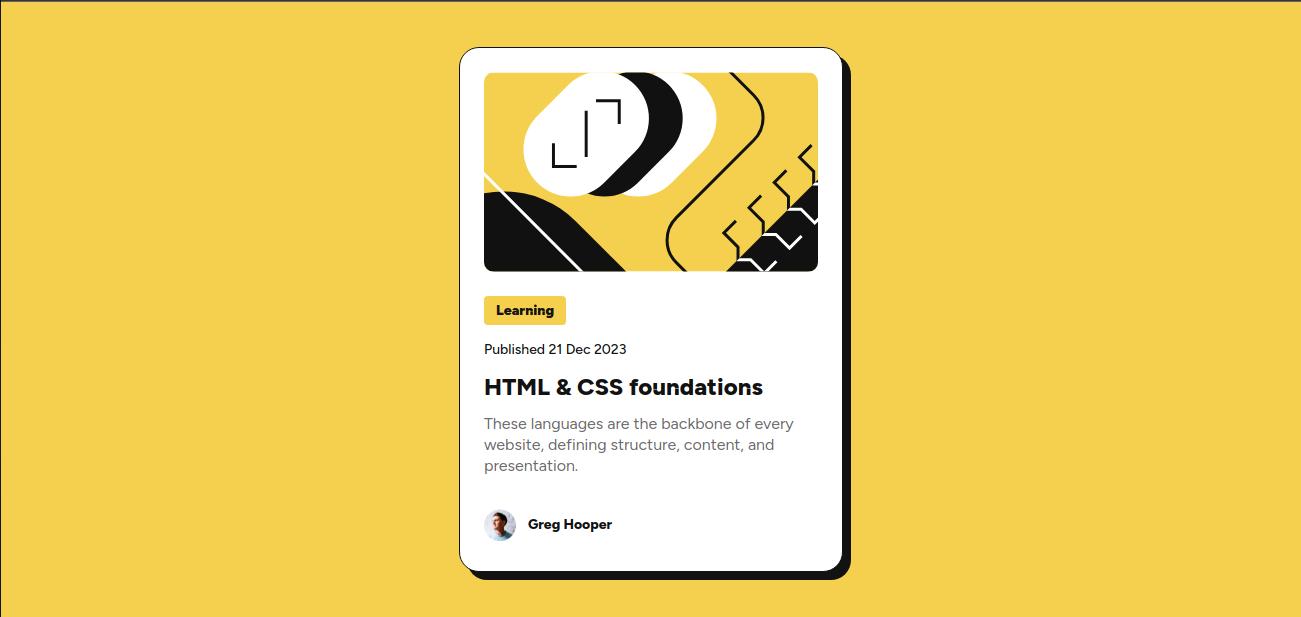 Learning
Published 21 Dec 2023
HTML & CSS foundations
These languages are the backbone of every
website, defining structure, content, and
presentation.
Greg Hooper